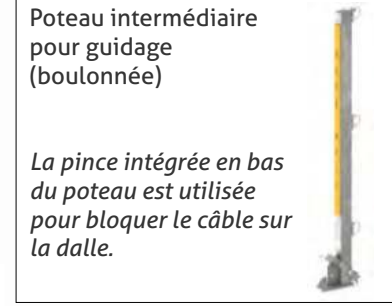 Poteau intermédiaire
pour guidage
(boulonnée)
La pince intégrée en bas
du poteau est utilisée
pour bloquer le câble sur
la dalle.